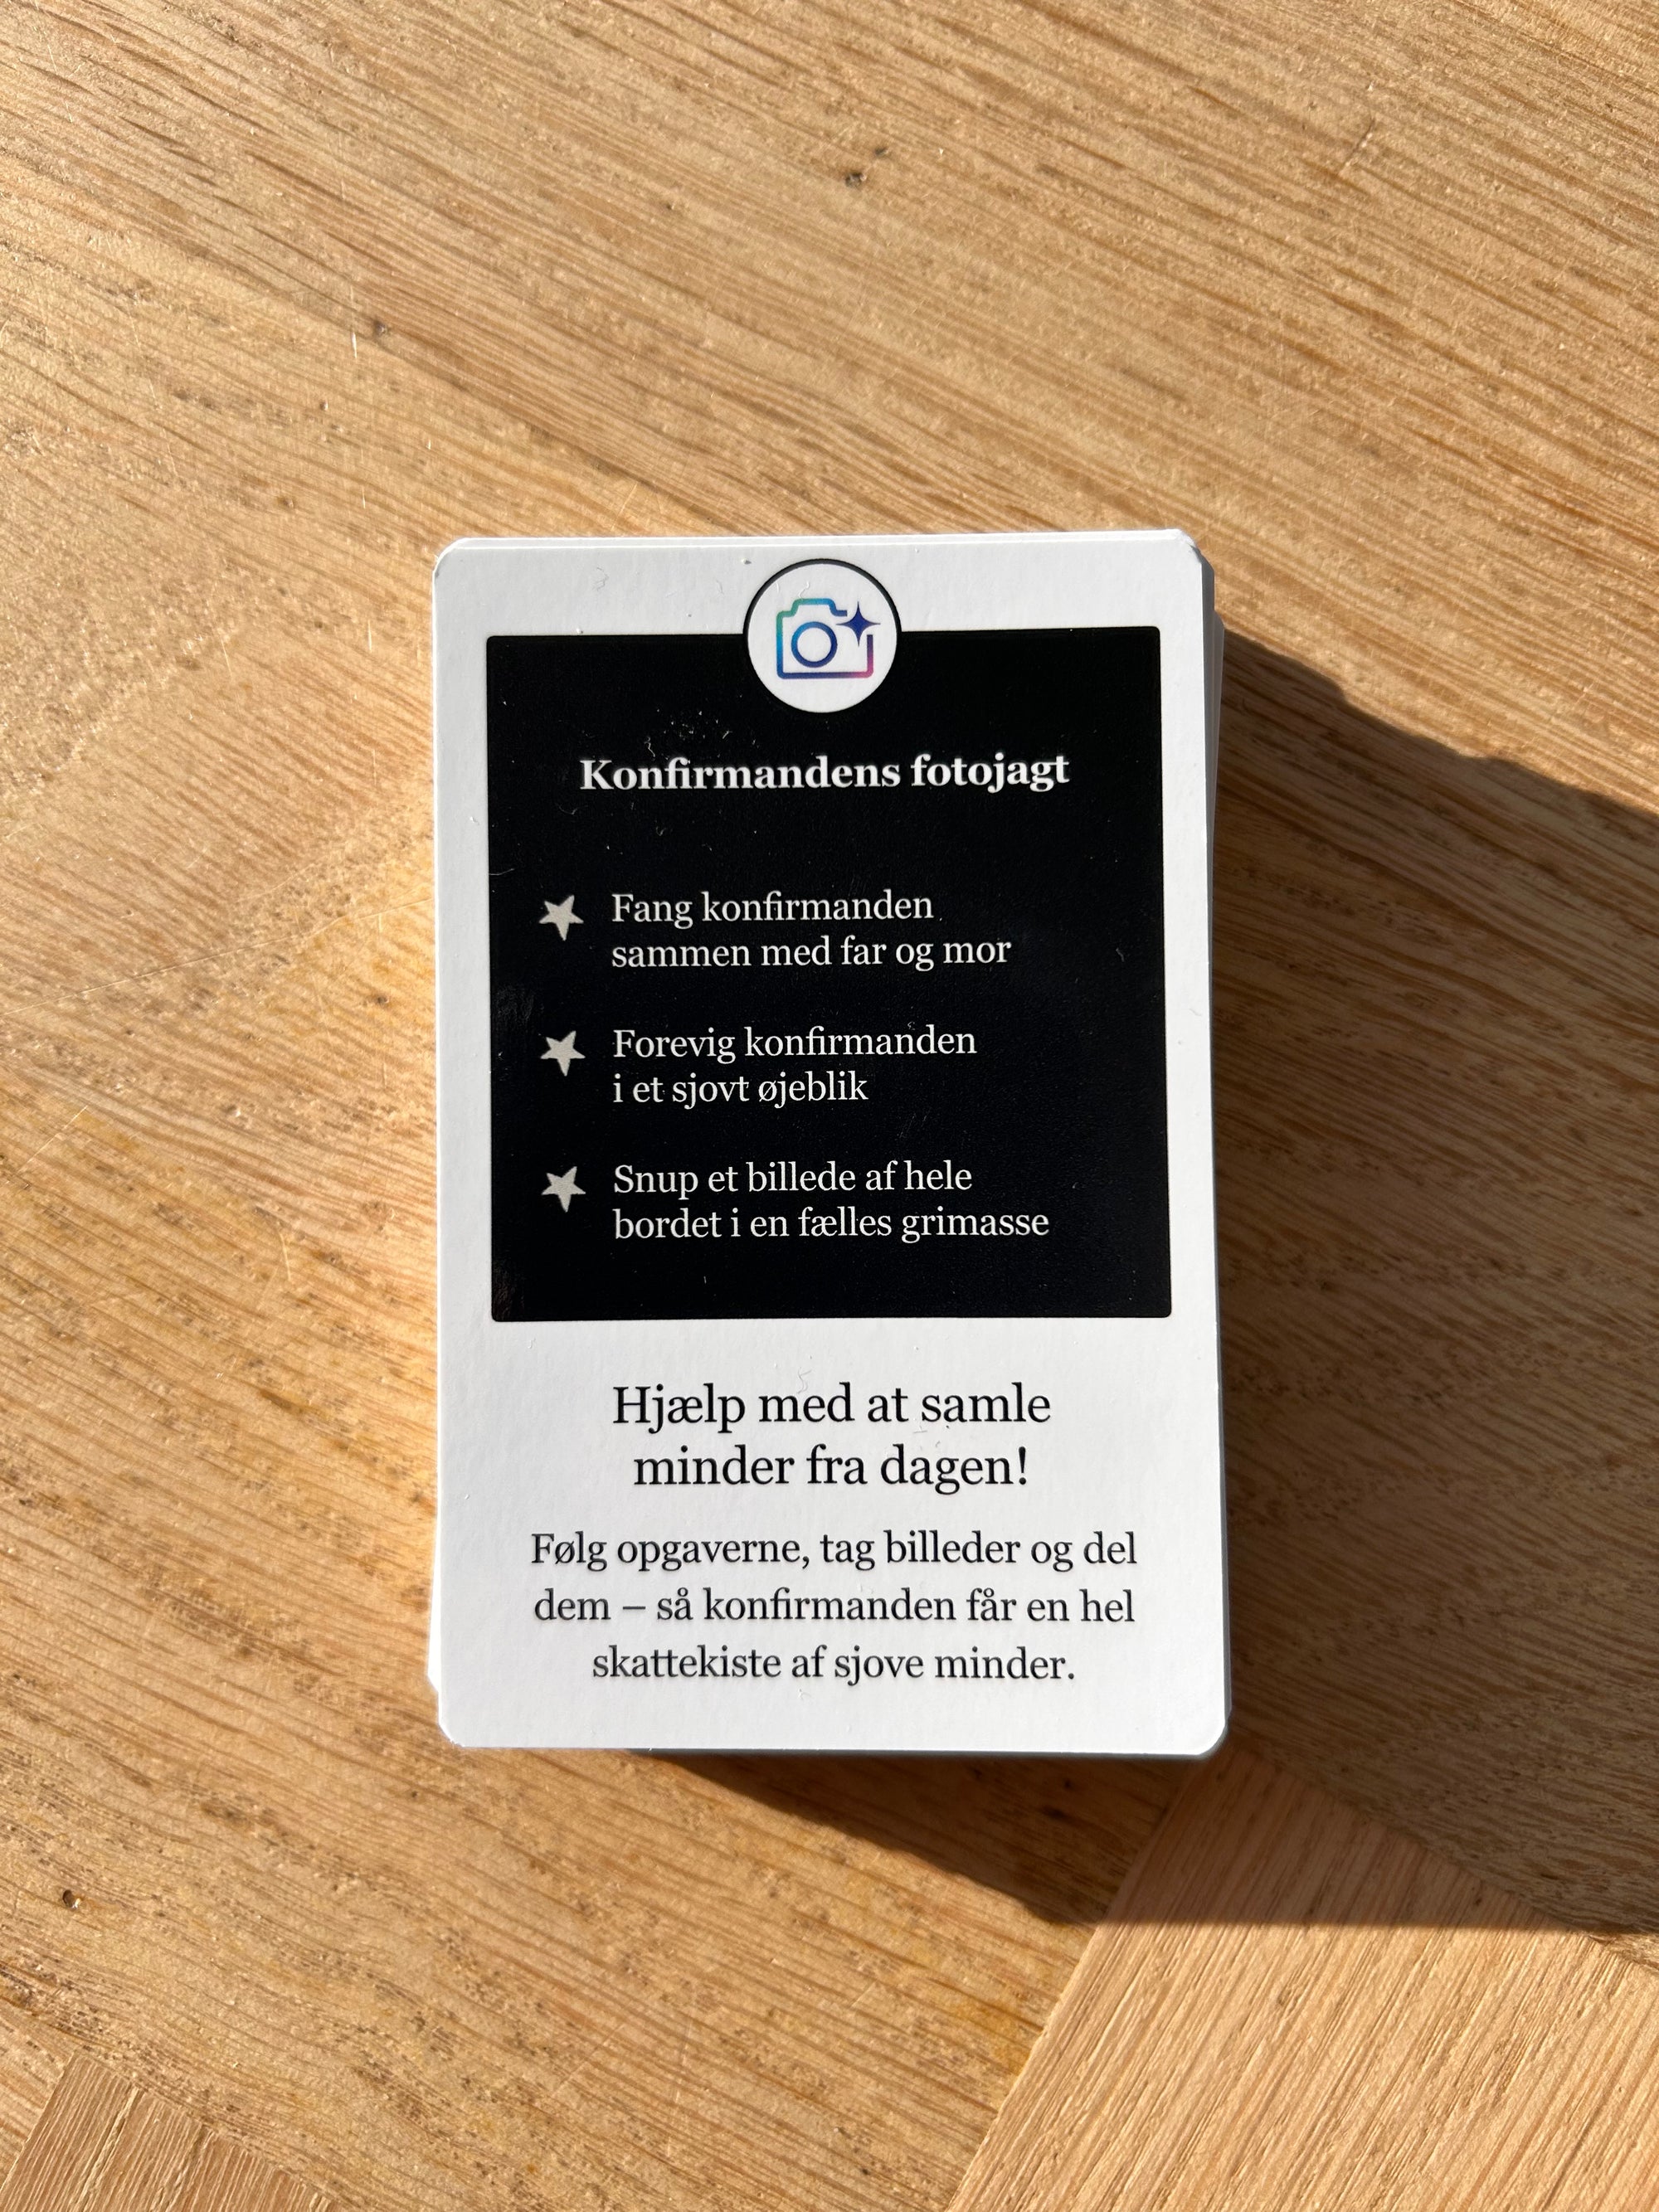 Konfirmandens fotojagt
Fang konfirmanden
sammen med far og mor
Forevig konfirmanden
i et sjovt øjeblik
Snup et billede af hele
bordet i en fælles grimasse
Hjælp med at samle
minder fra dagen!
Følg opgaverne, tag billeder og del
dem – så konfirmanden får en hel
skattekiste af sjove minder.